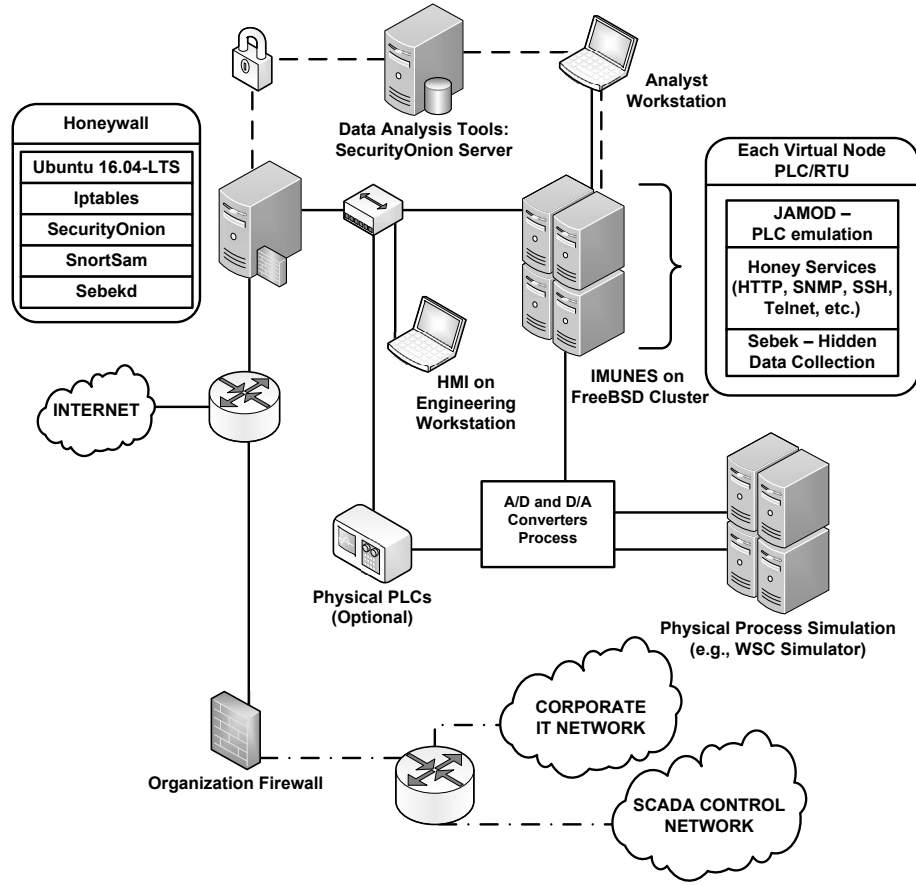 Analyst
Workstation
Data Analysis Tools:
SecurityOnion Server
Honeywall
Ubuntu 16.04-LTS
Iptables
SecurityOnion
SnortSam
Sebekd
Each Virtual Node
PLC/RTU
JAMOD –
PLC emulation
Honey Services
(HTTP, SNMP, SSH,
Telnet, etc.)
Sebek – Hidden
Data Collection
HMI on
Engineering
Workstation
IMUNES on
FreeBSD Cluster
INTERNET
A/D and D/A
Converters
Process
Physical PLCs
(Optional)
Physical Process Simulation
(e.g., WSC Simulator)
CORPORATE
IT NETWORK
Organization Firewall
SCADA CONTROL
NETWORK